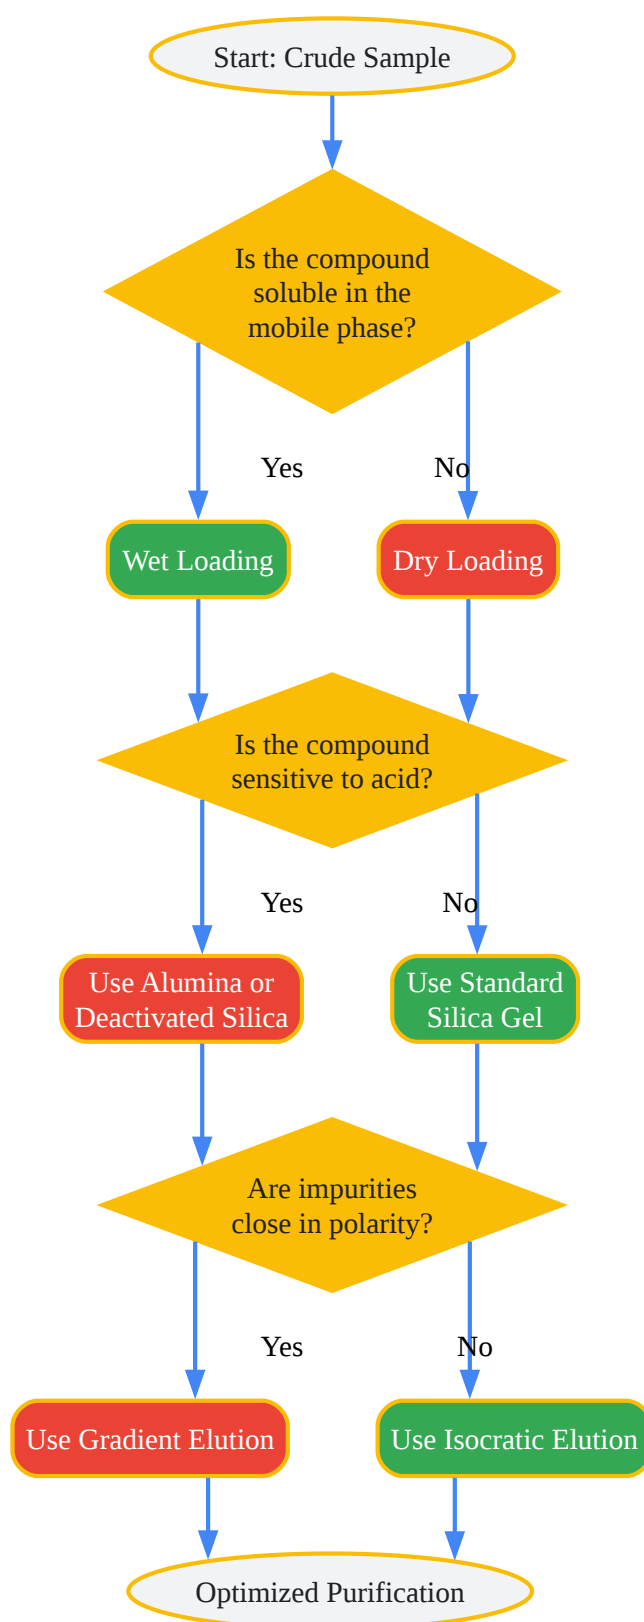 Start: Crude Sample
Is the compound
soluble in the
mobile phase?
Yes
No
Wet Loading
Dry Loading
Is the compound
sensitive to acid?
Yes
No
Use Alumina or
Deactivated Silica
Use Standard
Silica Gel
Are impurities
close in polarity?
Yes
No
Use Gradient Elution
Use Isocratic Elution
Optimized Purification